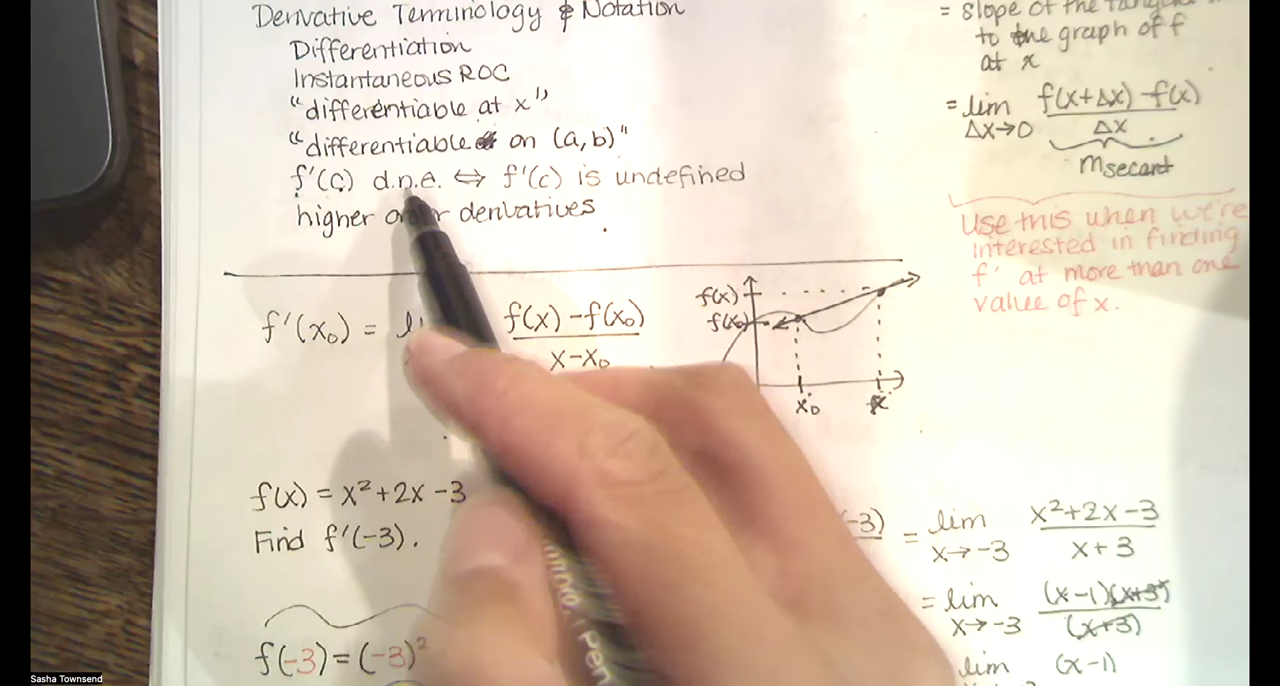 Derivative Terminology & Notation
Differentiation
Instantaneous ROC
"differentiable at x"
"differentiable on (a,b)"
f'(c) d.n.e. ⇔ f'(c) is undefined
higher derivatives.
= slope of the
to the graph of f
at x
= lim f(x+Δx) - f(x)
Δx→0 Δx
msecant
Use this when we're
interested in finding
f' at more than one
value of x.
f'(x₀) = f(x) - f(x₀)
x - x₀
f(x)
f(x₀)
x₀ x
f(x) = x² + 2x - 3
Find f'(-3).
f(-3) = (-3)²
-3) = lim x² + 2x - 3
x→-3 x + 3
= lim (x-1)(x+3)
x→-3 (x+3)
lim (x-1)
Sasha Townsend
Pen